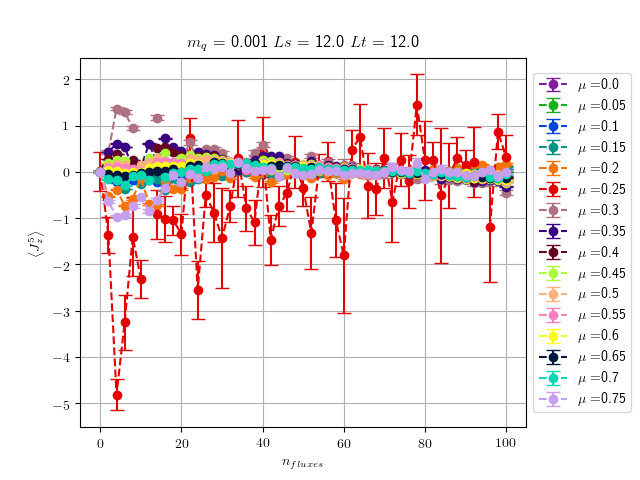 m_q = 0.001 Ls = 12.0 Lt = 12.0
⟨J_z^5⟩
2
1
0
−1
−2
−3
−4
−5
0
20
40
60
80
100
n_fluxes
μ =0.0
μ =0.05
μ =0.1
μ =0.15
μ =0.2
μ =0.25
μ =0.3
μ =0.35
μ =0.4
μ =0.45
μ =0.5
μ =0.55
μ =0.6
μ =0.65
μ =0.7
μ =0.75